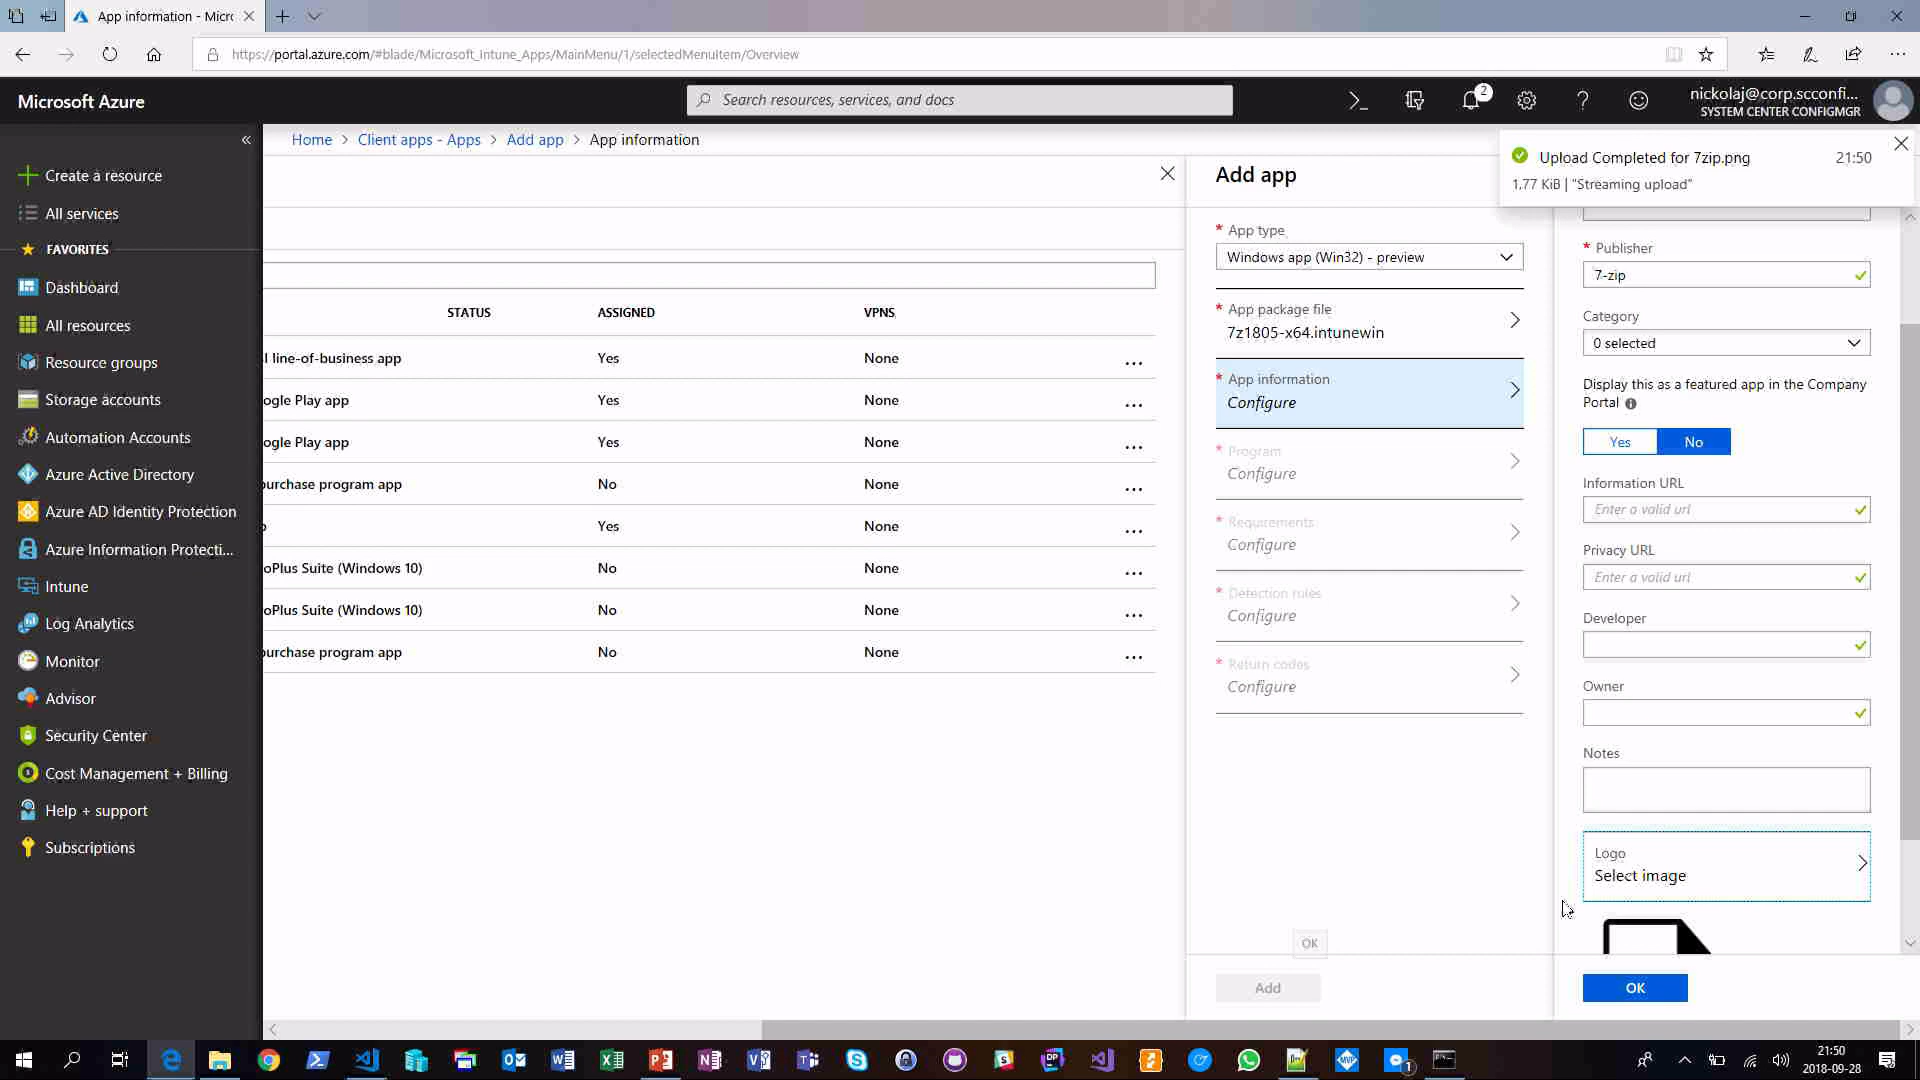 App information - Micr
https://portal.azure.com/#blade/Microsoft_Intune_Apps/MainMenu/1/selectedMenuItem/Overview
Microsoft Azure
Search resources, services, and docs
2
nickolaj@corp.scconfi...
SYSTEM CENTER CONFIGMGR
Home > Client apps - Apps > Add app > App information
Upload Completed for 7zip.png
21:50
1.77 KiB | "Streaming upload"
Create a resource
All services
FAVORITES
Dashboard
All resources
Resource groups
Storage accounts
Automation Accounts
Azure Active Directory
Azure AD Identity Protection
Azure Information Protecti...
Intune
Log Analytics
Monitor
Advisor
Security Center
Cost Management + Billing
Help + support
Subscriptions
STATUS ASSIGNED VPNS
l line-of-business app Yes None ...
ogle Play app Yes None ...
ogle Play app Yes None ...
purchase program app No None ...
Yes None ...
oPlus Suite (Windows 10) No None ...
oPlus Suite (Windows 10) No None ...
purchase program app No None ...
Add app
* App type
Windows app (Win32) - preview
* App package file
7z1805-x64.intunewin
* App information
Configure
* Program
Configure
* Requirements
Configure
* Detection rules
Configure
* Return codes
Configure
OK
Add
* Publisher
7-zip
Category
0 selected
Display this as a featured app in the Company
Portal
Yes No
Information URL
Enter a valid url
Privacy URL
Enter a valid url
Developer
Owner
Notes
Logo
Select image
OK
21:50
2018-09-28